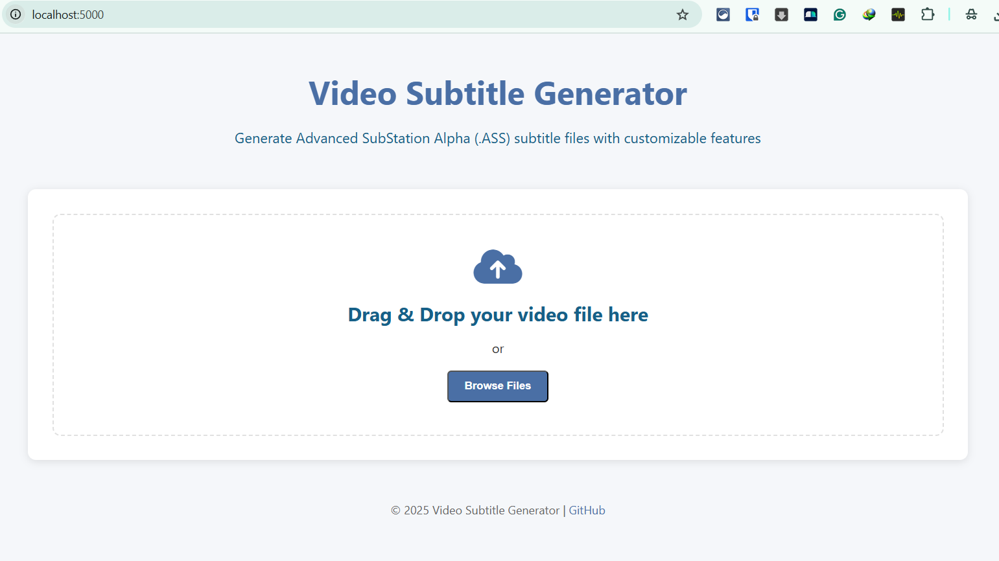 localhost:5000
Video Subtitle Generator
Generate Advanced SubStation Alpha (.ASS) subtitle files with customizable features
Drag & Drop your video file here
or
Browse Files
© 2025 Video Subtitle Generator | GitHub